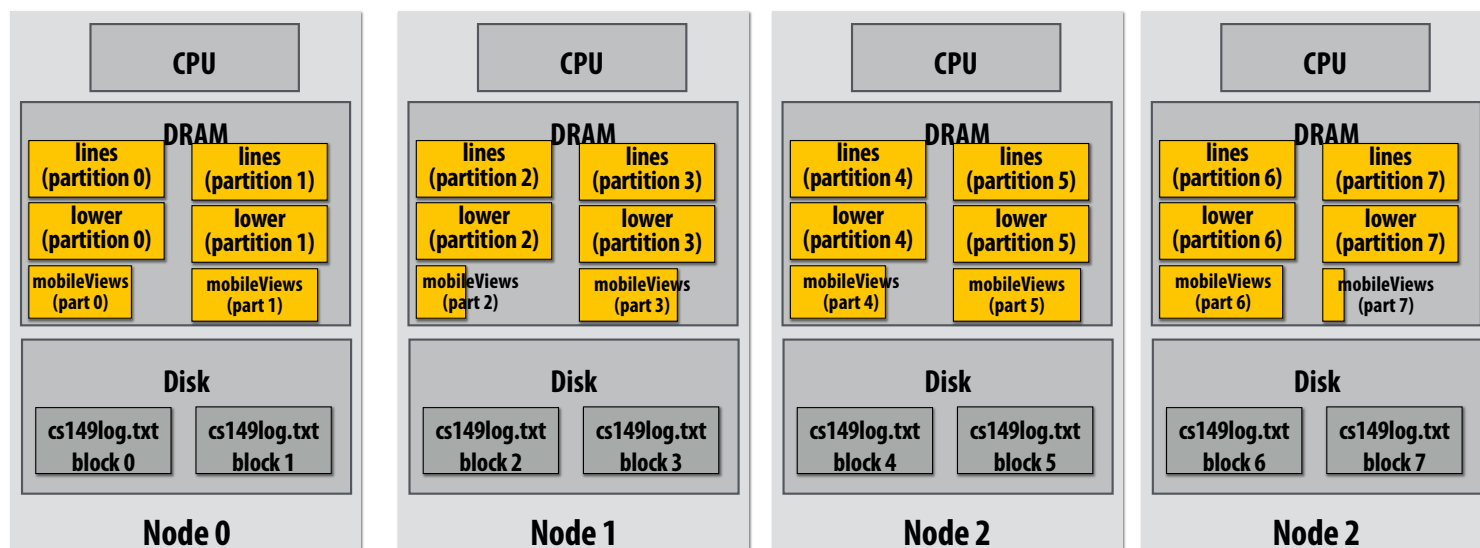 CPU
DRAM
lines
(partition 0)
lines
(partition 1)
lower
(partition 0)
lower
(partition 1)
mobileViews
(part 0)
mobileViews
(part 1)
Disk
cs149log.txt
block 0
cs149log.txt
block 1
Node 0
CPU
DRAM
lines
(partition 2)
lines
(partition 3)
lower
(partition 2)
lower
(partition 3)
mobileViews
(part 2)
mobileViews
(part 3)
Disk
cs149log.txt
block 2
cs149log.txt
block 3
Node 1
CPU
DRAM
lines
(partition 4)
lines
(partition 5)
lower
(partition 4)
lower
(partition 5)
mobileViews
(part 4)
mobileViews
(part 5)
Disk
cs149log.txt
block 4
cs149log.txt
block 5
Node 2
CPU
DRAM
lines
(partition 6)
lines
(partition 7)
lower
(partition 6)
lower
(partition 7)
mobileViews
(part 6)
mobileViews
(part 7)
Disk
cs149log.txt
block 6
cs149log.txt
block 7
Node 2